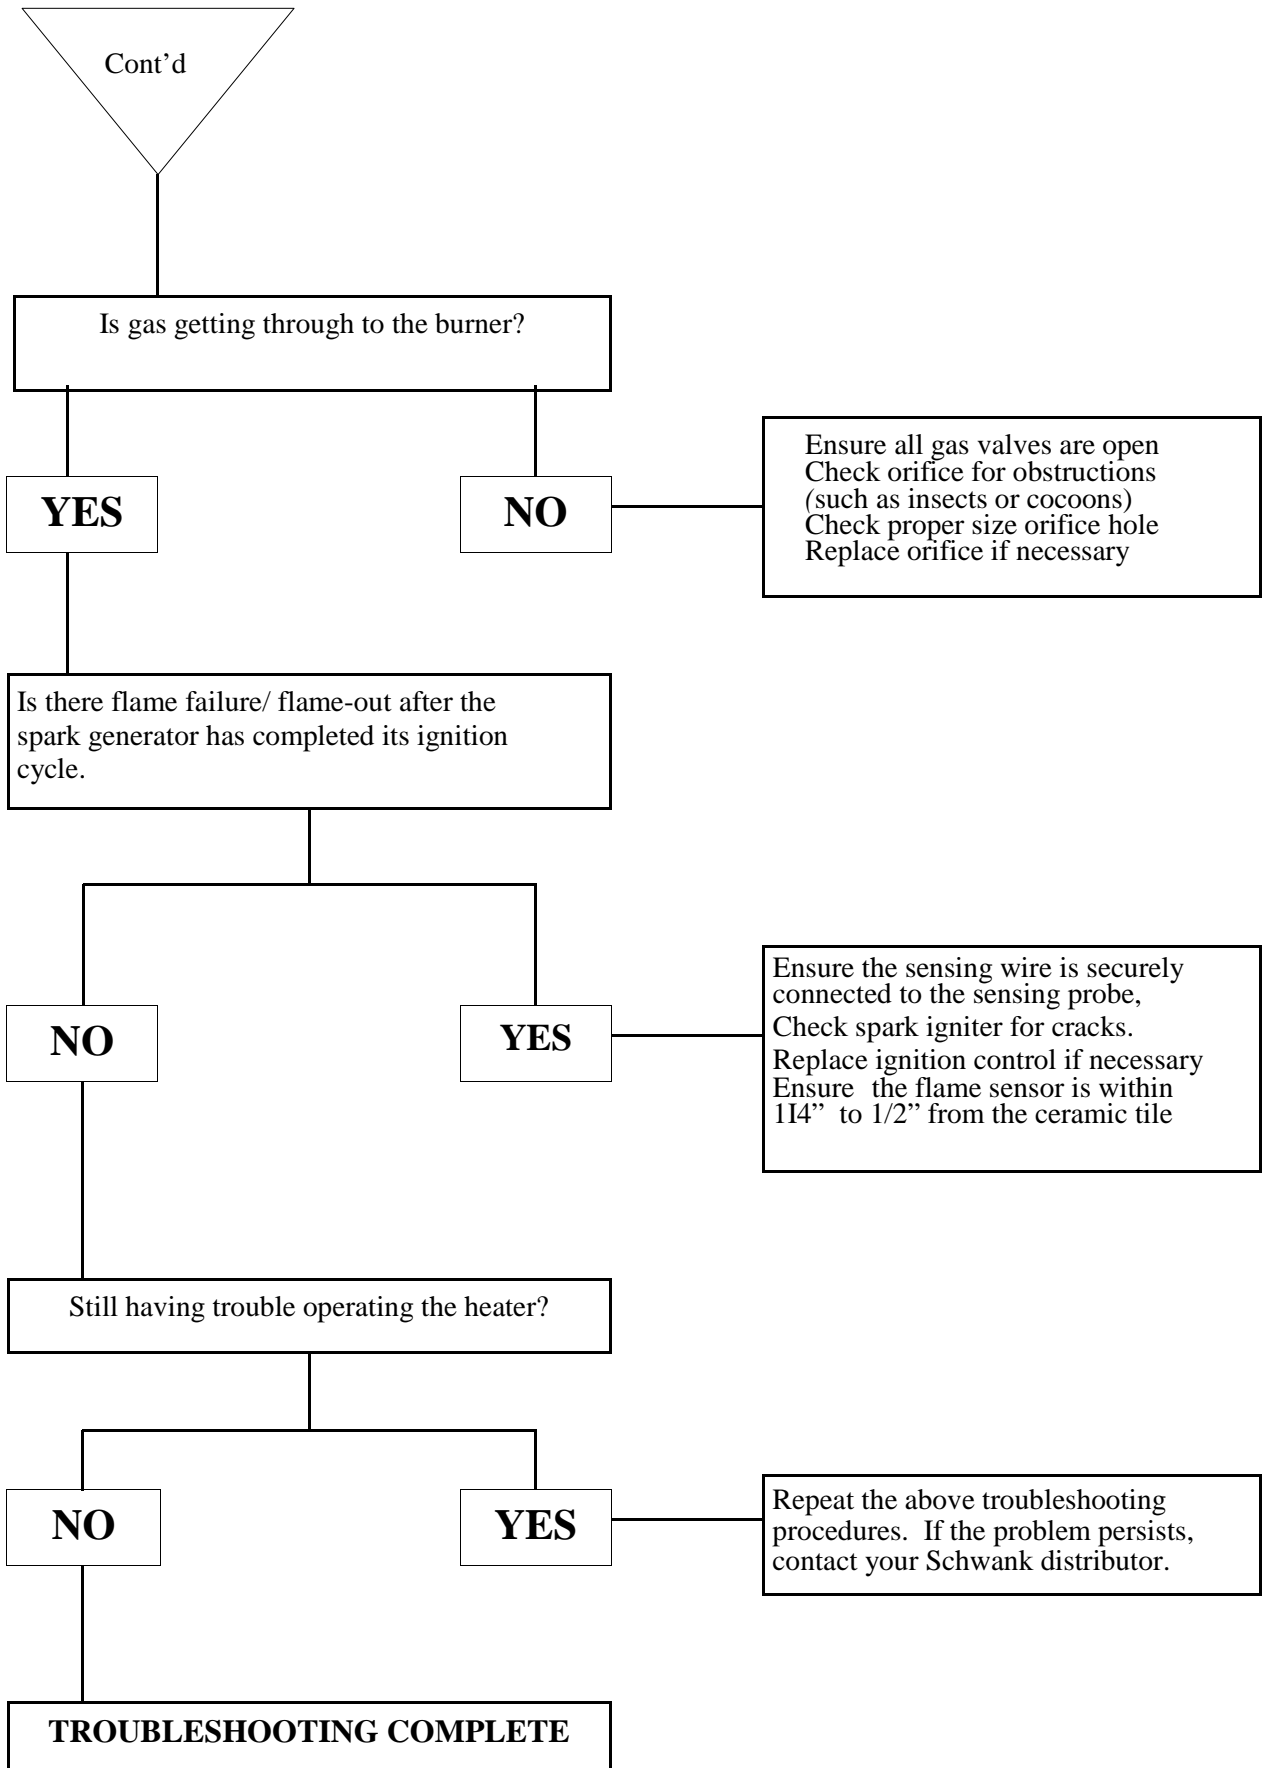 Cont’d
Is gas getting through to the burner?
YES
NO
Ensure all gas valves are open
Check orifice for obstructions
(such as insects or cocoons)
Check proper size orifice hole
Replace orifice if necessary
Is there flame failure/ flame-out after the
spark generator has completed its ignition
cycle.
NO
YES
Ensure the sensing wire is securely
connected to the sensing probe,
Check spark igniter for cracks.
Replace ignition control if necessary
Ensure the flame sensor is within
1I4” to 1/2” from the ceramic tile
Still having trouble operating the heater?
NO
YES
Repeat the above troubleshooting
procedures. If the problem persists,
contact your Schwank distributor.
TROUBLESHOOTING COMPLETE